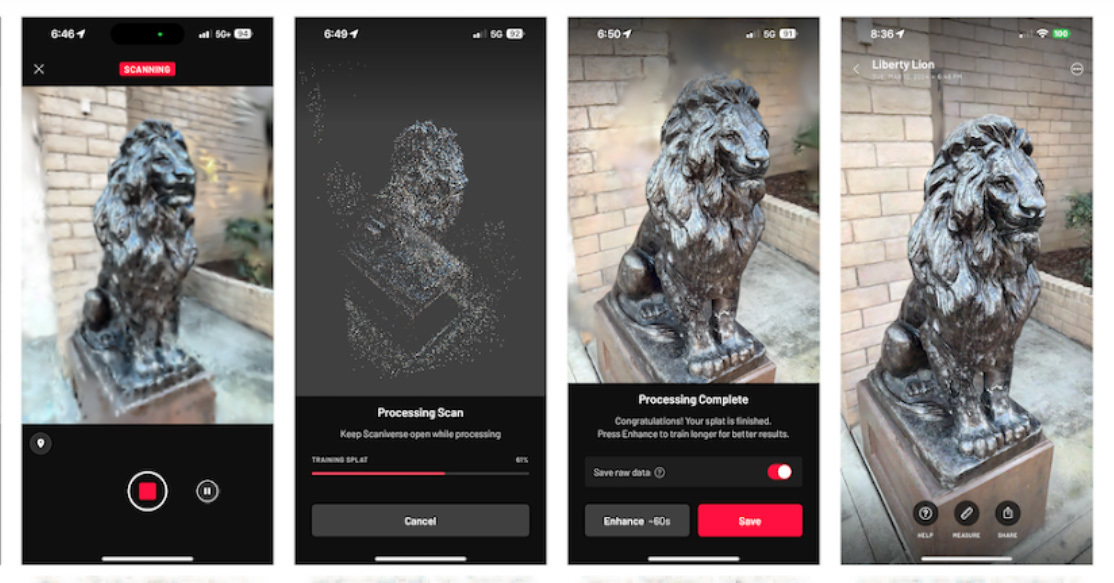 6:46
5G+ 94
SCANNING
6:49
5G 92
Processing Scan
Keep Scaniverse open while processing
TRAINING SPLAT 61%
Cancel
6:50
5G 91
Processing Complete
Congratulations! Your splat is finished.
Press Enhance to train longer for better results.
Save raw data ?
Enhance ~60s
Save
8:36
100
Liberty Lion
?
HELP MEASURE SHARE